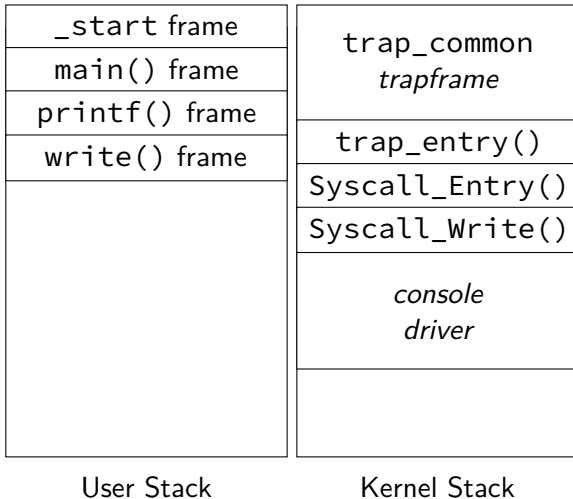 _start frame
main() frame
printf() frame
write() frame
User Stack
trap_common
trapframe
trap_entry()
Syscall_Entry()
Syscall_Write()
console
driver
Kernel Stack